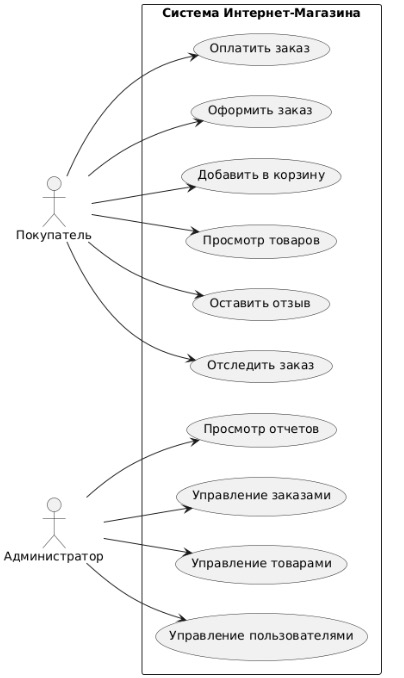 Система Интернет-Магазина
Оплатить заказ
Оформить заказ
Добавить в корзину
Покупатель
Просмотр товаров
Оставить отзыв
Отследить заказ
Просмотр отчетов
Управление заказами
Администратор
Управление товарами
Управление пользователями